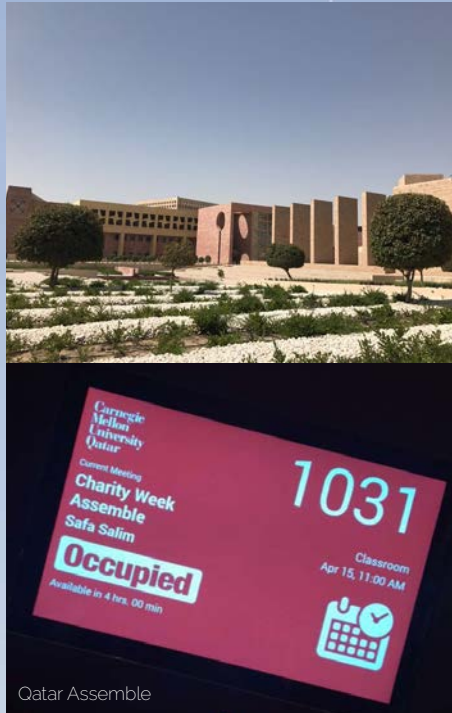 Carnegie
Mellon
University
Qatar
Current Meeting
Charity Week
Assemble
Safa Salim
Occupied
Available in 4 hrs. 00 min
1031
Classroom
Apr 15, 11:00 AM
Qatar Assemble